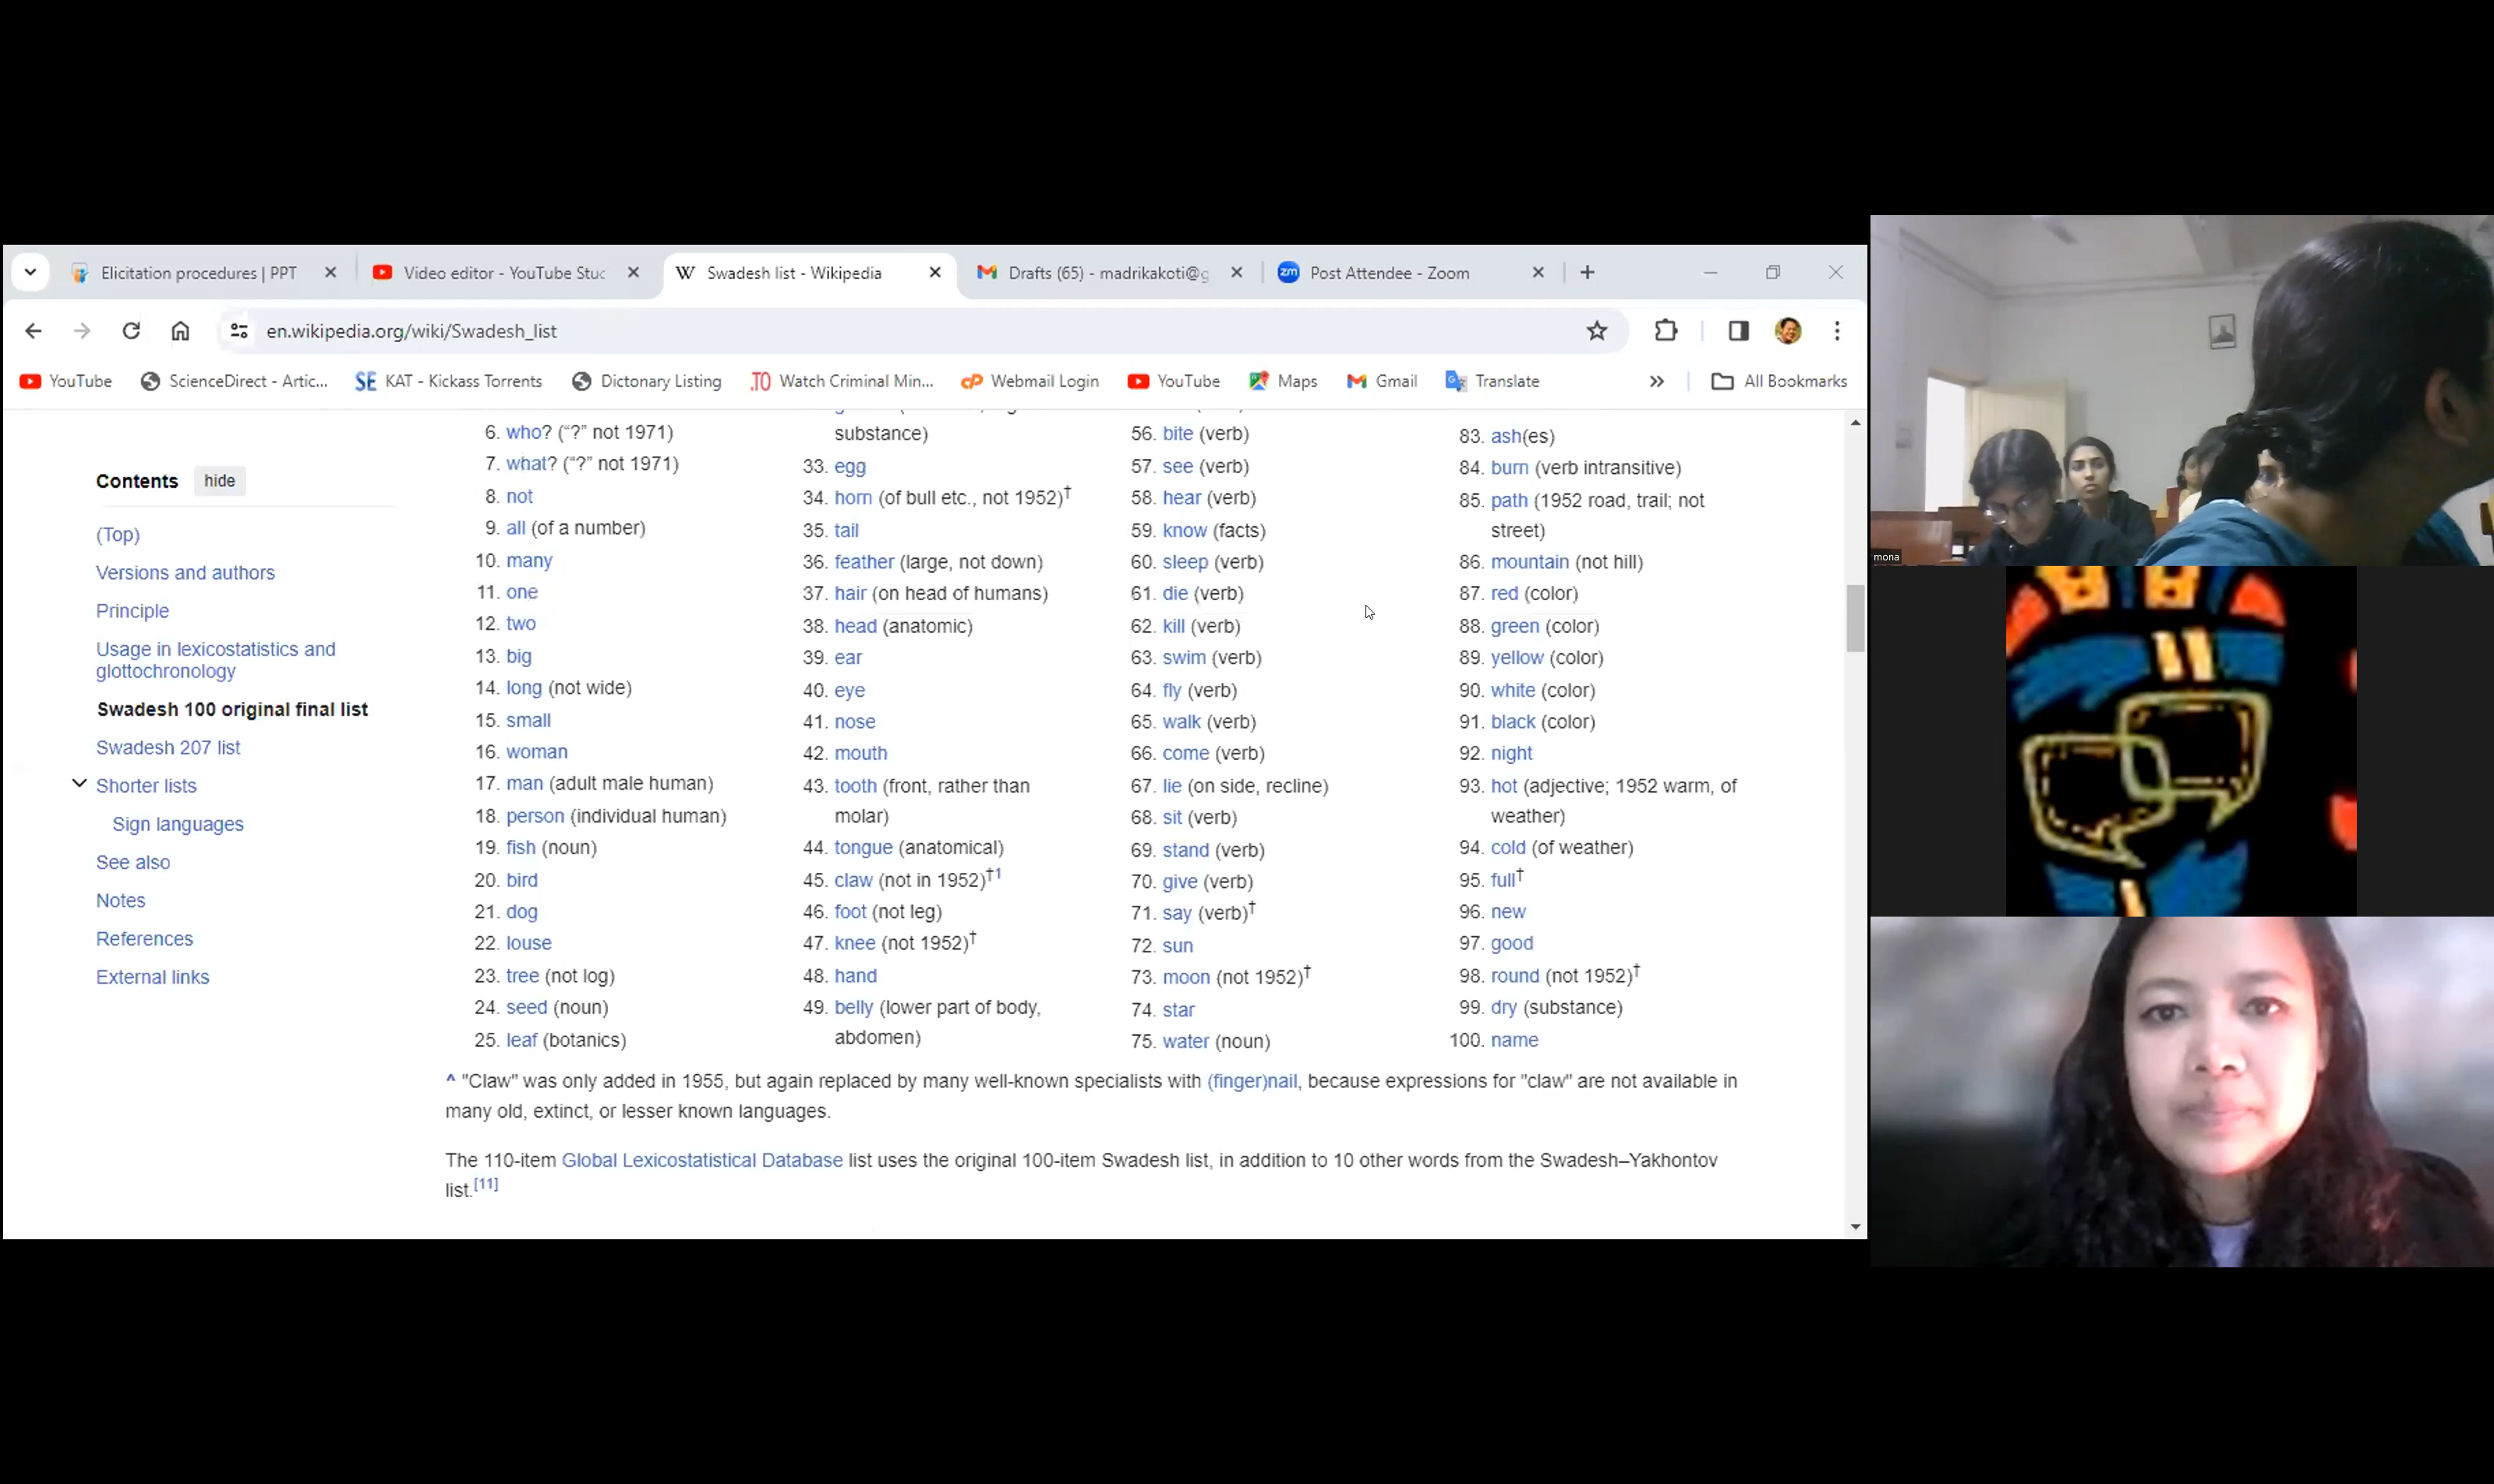 Elicitation procedures | PPT
Video editor - YouTube Stuc
Swadesh list - Wikipedia
Drafts (65) - madrikakoti@g
Post Attendee - Zoom
en.wikipedia.org/wiki/Swadesh_list
YouTube
ScienceDirect - Artic...
KAT - Kickass Torrents
Dictonary Listing
Watch Criminal Min...
Webmail Login
YouTube
Maps
Gmail
Translate
All Bookmarks
Contents hide
(Top)
Versions and authors
Principle
Usage in lexicostatistics and
glottochronology
Swadesh 100 original final list
Swadesh 207 list
Shorter lists
Sign languages
See also
Notes
References
External links
6. who? (“?” not 1971)
7. what? (“?” not 1971)
8. not
9. all (of a number)
10. many
11. one
12. two
13. big
14. long (not wide)
15. small
16. woman
17. man (adult male human)
18. person (individual human)
19. fish (noun)
20. bird
21. dog
22. louse
23. tree (not log)
24. seed (noun)
25. leaf (botanics)
substance)
33. egg
34. horn (of bull etc., not 1952)†
35. tail
36. feather (large, not down)
37. hair (on head of humans)
38. head (anatomic)
39. ear
40. eye
41. nose
42. mouth
43. tooth (front, rather than
molar)
44. tongue (anatomical)
45. claw (not in 1952)†1
46. foot (not leg)
47. knee (not 1952)†
48. hand
49. belly (lower part of body,
abdomen)
56. bite (verb)
57. see (verb)
58. hear (verb)
59. know (facts)
60. sleep (verb)
61. die (verb)
62. kill (verb)
63. swim (verb)
64. fly (verb)
65. walk (verb)
66. come (verb)
67. lie (on side, recline)
68. sit (verb)
69. stand (verb)
70. give (verb)
71. say (verb)†
72. sun
73. moon (not 1952)†
74. star
75. water (noun)
83. ash(es)
84. burn (verb intransitive)
85. path (1952 road, trail; not
street)
86. mountain (not hill)
87. red (color)
88. green (color)
89. yellow (color)
90. white (color)
91. black (color)
92. night
93. hot (adjective; 1952 warm, of
weather)
94. cold (of weather)
95. full†
96. new
97. good
98. round (not 1952)†
99. dry (substance)
100. name
^ "Claw" was only added in 1955, but again replaced by many well-known specialists with (finger)nail, because expressions for "claw" are not available in
many old, extinct, or lesser known languages.
The 110-item Global Lexicostatistical Database list uses the original 100-item Swadesh list, in addition to 10 other words from the Swadesh–Yakhontov
list.[11]
mona